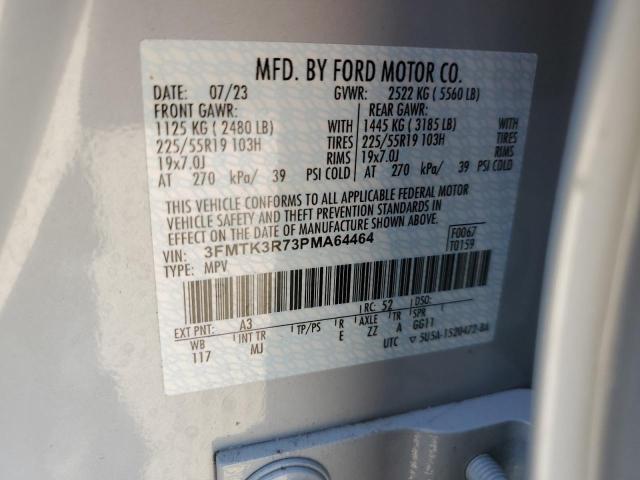 MFD. BY FORD MOTOR CO.
DATE: 07/23 GVWR: 2522 KG ( 5560 LB)
FRONT GAWR: REAR GAWR:
1125 KG ( 2480 LB) WITH 1445 KG ( 3185 LB) WITH
225/55R19 103H TIRES 225/55R19 103H TIRES
19x7.0J RIMS 19x7.0J RIMS
AT 270 kPa/ 39 PSI COLD AT 270 kPa/ 39 PSI COLD
THIS VEHICLE CONFORMS TO ALL APPLICABLE FEDERAL MOTOR
VEHICLE SAFETY AND THEFT PREVENTION STANDARDS IN
EFFECT ON THE DATE OF MANUFACTURE SHOWN ABOVE.
VIN: 3FMTK3R73PMA64464 F0067
TYPE: MPV T0159
EXT PNT: A3 RC: 52 DSO:
WB INT TR TP/PS R AXLE TR SPR
117 MJ E ZZ A GG11
UTC ▽ 5U5A-1520472-BA